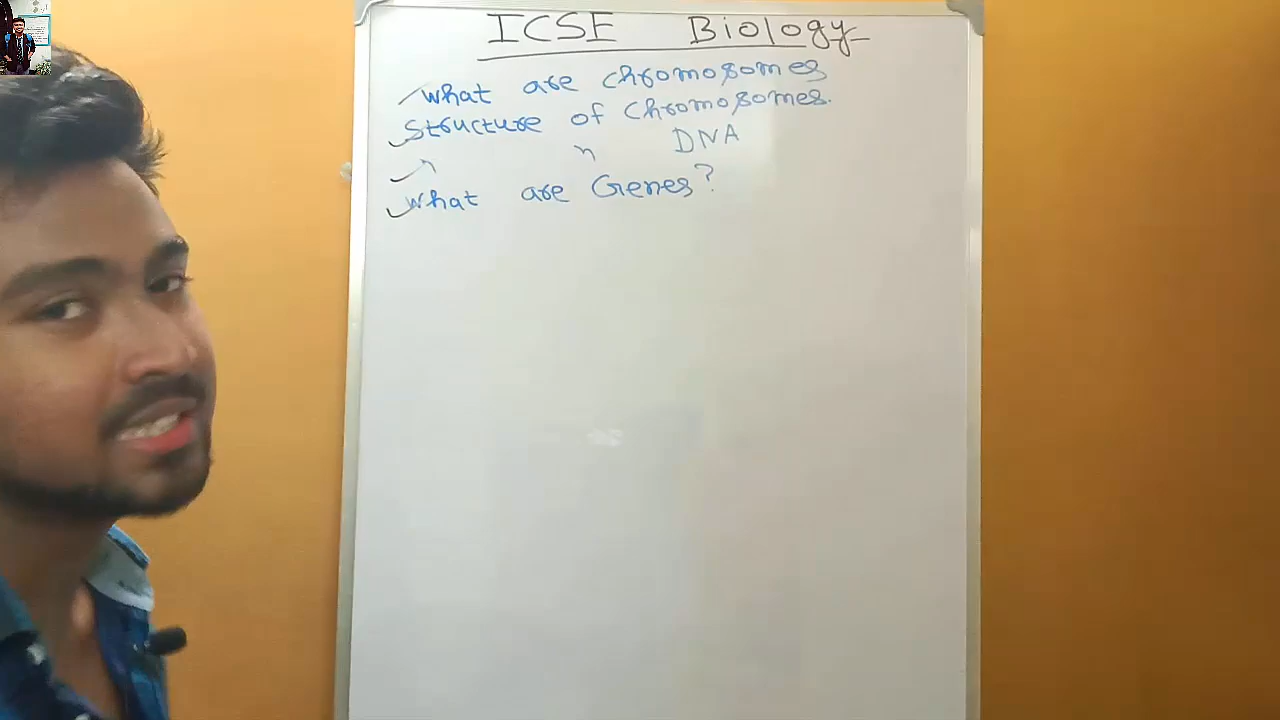 ICSE Biology
What are chromosomes
Structure of Chromosomes.
" " DNA
What are Genes?